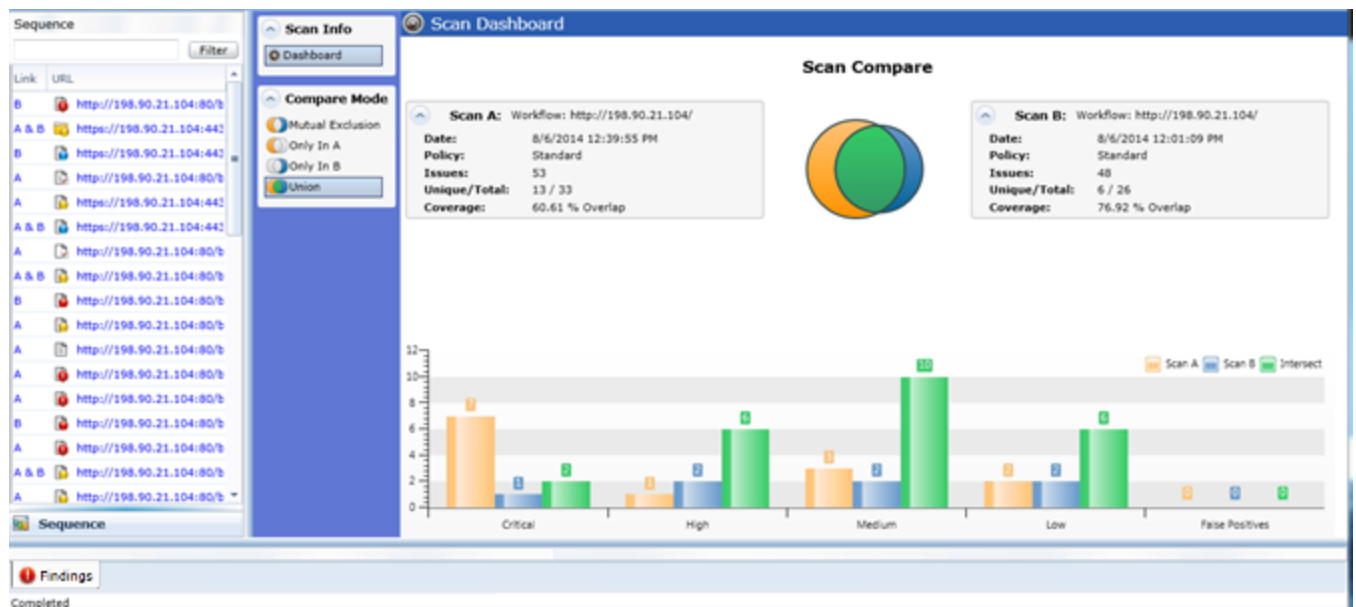 Sequence
Filter
Link URL
B http://198.90.21.104:80/b
A & B https://198.90.21.104:443
B https://198.90.21.104:443
A http://198.90.21.104:80/b
A https://198.90.21.104:443
A & B https://198.90.21.104:443
A http://198.90.21.104:80/b
A & B http://198.90.21.104:80/b
B http://198.90.21.104:80/b
A http://198.90.21.104:80/b
A http://198.90.21.104:80/b
A http://198.90.21.104:80/b
A http://198.90.21.104:80/b
B http://198.90.21.104:80/b
A http://198.90.21.104:80/b
A & B http://198.90.21.104:80/b
A http://198.90.21.104:80/b
Sequence
Scan Info
Dashboard
Compare Mode
Mutual Exclusion
Only In A
Only In B
Union
Scan Dashboard
Scan Compare
Scan A: Workflow: http://198.90.21.104/
Date: 8/6/2014 12:39:55 PM
Policy: Standard
Issues: 53
Unique/Total: 13 / 33
Coverage: 60.61 % Overlap
Scan B: Workflow: http://198.90.21.104/
Date: 8/6/2014 12:01:09 PM
Policy: Standard
Issues: 48
Unique/Total: 6 / 26
Coverage: 76.92 % Overlap
Scan A Scan B Intersect
12
10
8
6
4
2
0
7 1 2
1 2 6
3 2 10
2 2 6
0 0 0
Critical High Medium Low False Positives
Findings
Completed